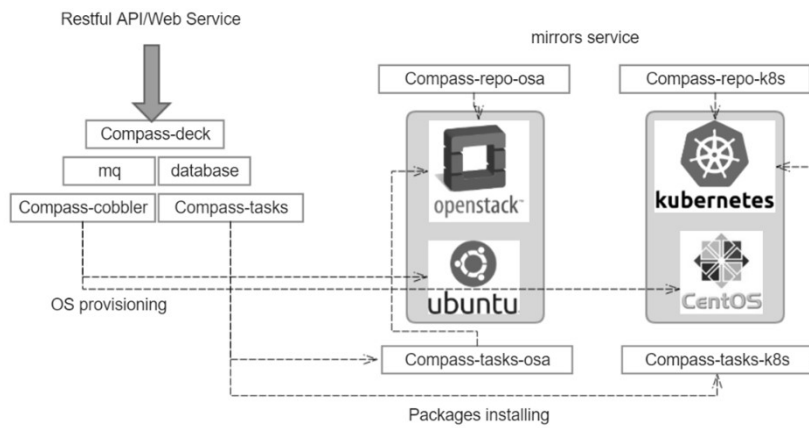 Restful API/Web Service
mirrors service
Compass-repo-osa
Compass-repo-k8s
Compass-deck
mq
database
Compass-cobbler
Compass-tasks
openstack™
kubernetes
OS provisioning
ubuntu
CentOS
Compass-tasks-osa
Compass-tasks-k8s
Packages installing